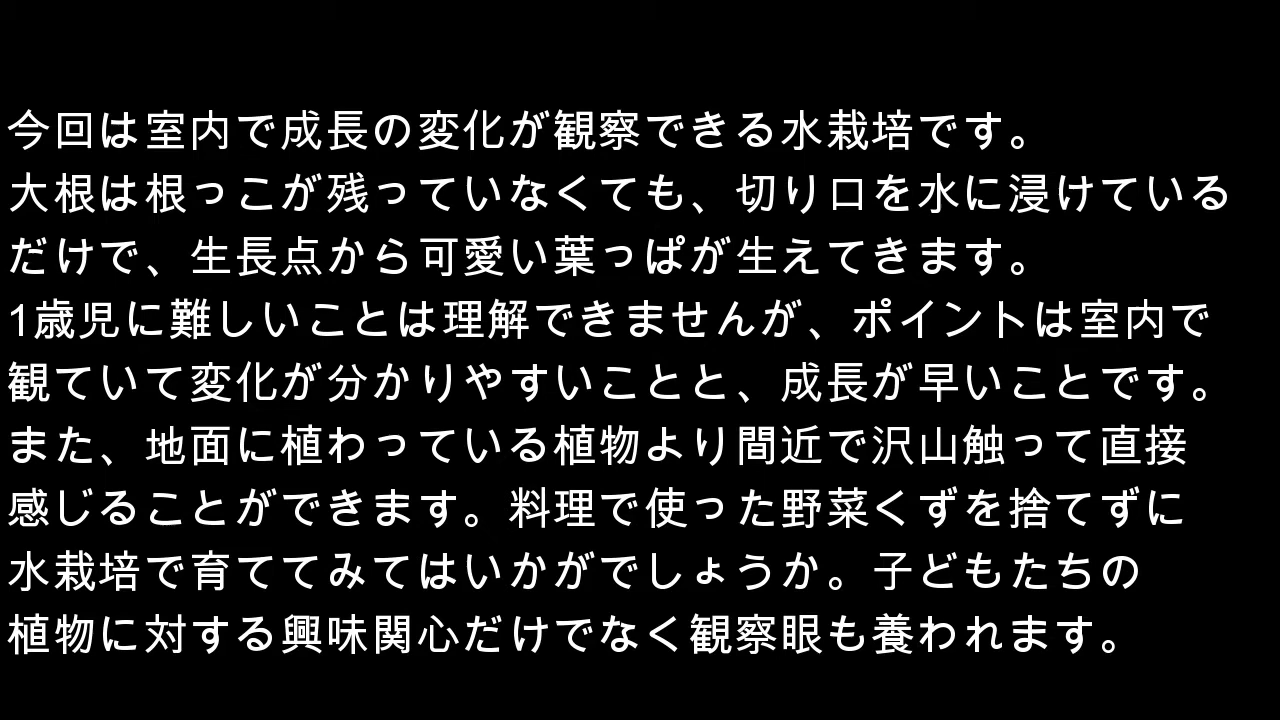 今回は室内で成長の変化が観察できる水栽培です。
大根は根っこが残っていなくても、切り口を水に浸けている
だけで、生長点から可愛い葉っぱが生えてきます。
1歳児に難しいことは理解できませんが、ポイントは室内で
観ていて変化が分かりやすいことと、成長が早いことです。
また、地面に植わっている植物より間近で沢山触って直接
感じることができます。料理で使った野菜くずを捨てずに
水栽培で育ててみてはいかがでしょうか。子どもたちの
植物に対する興味関心だけでなく観察眼も養われます。